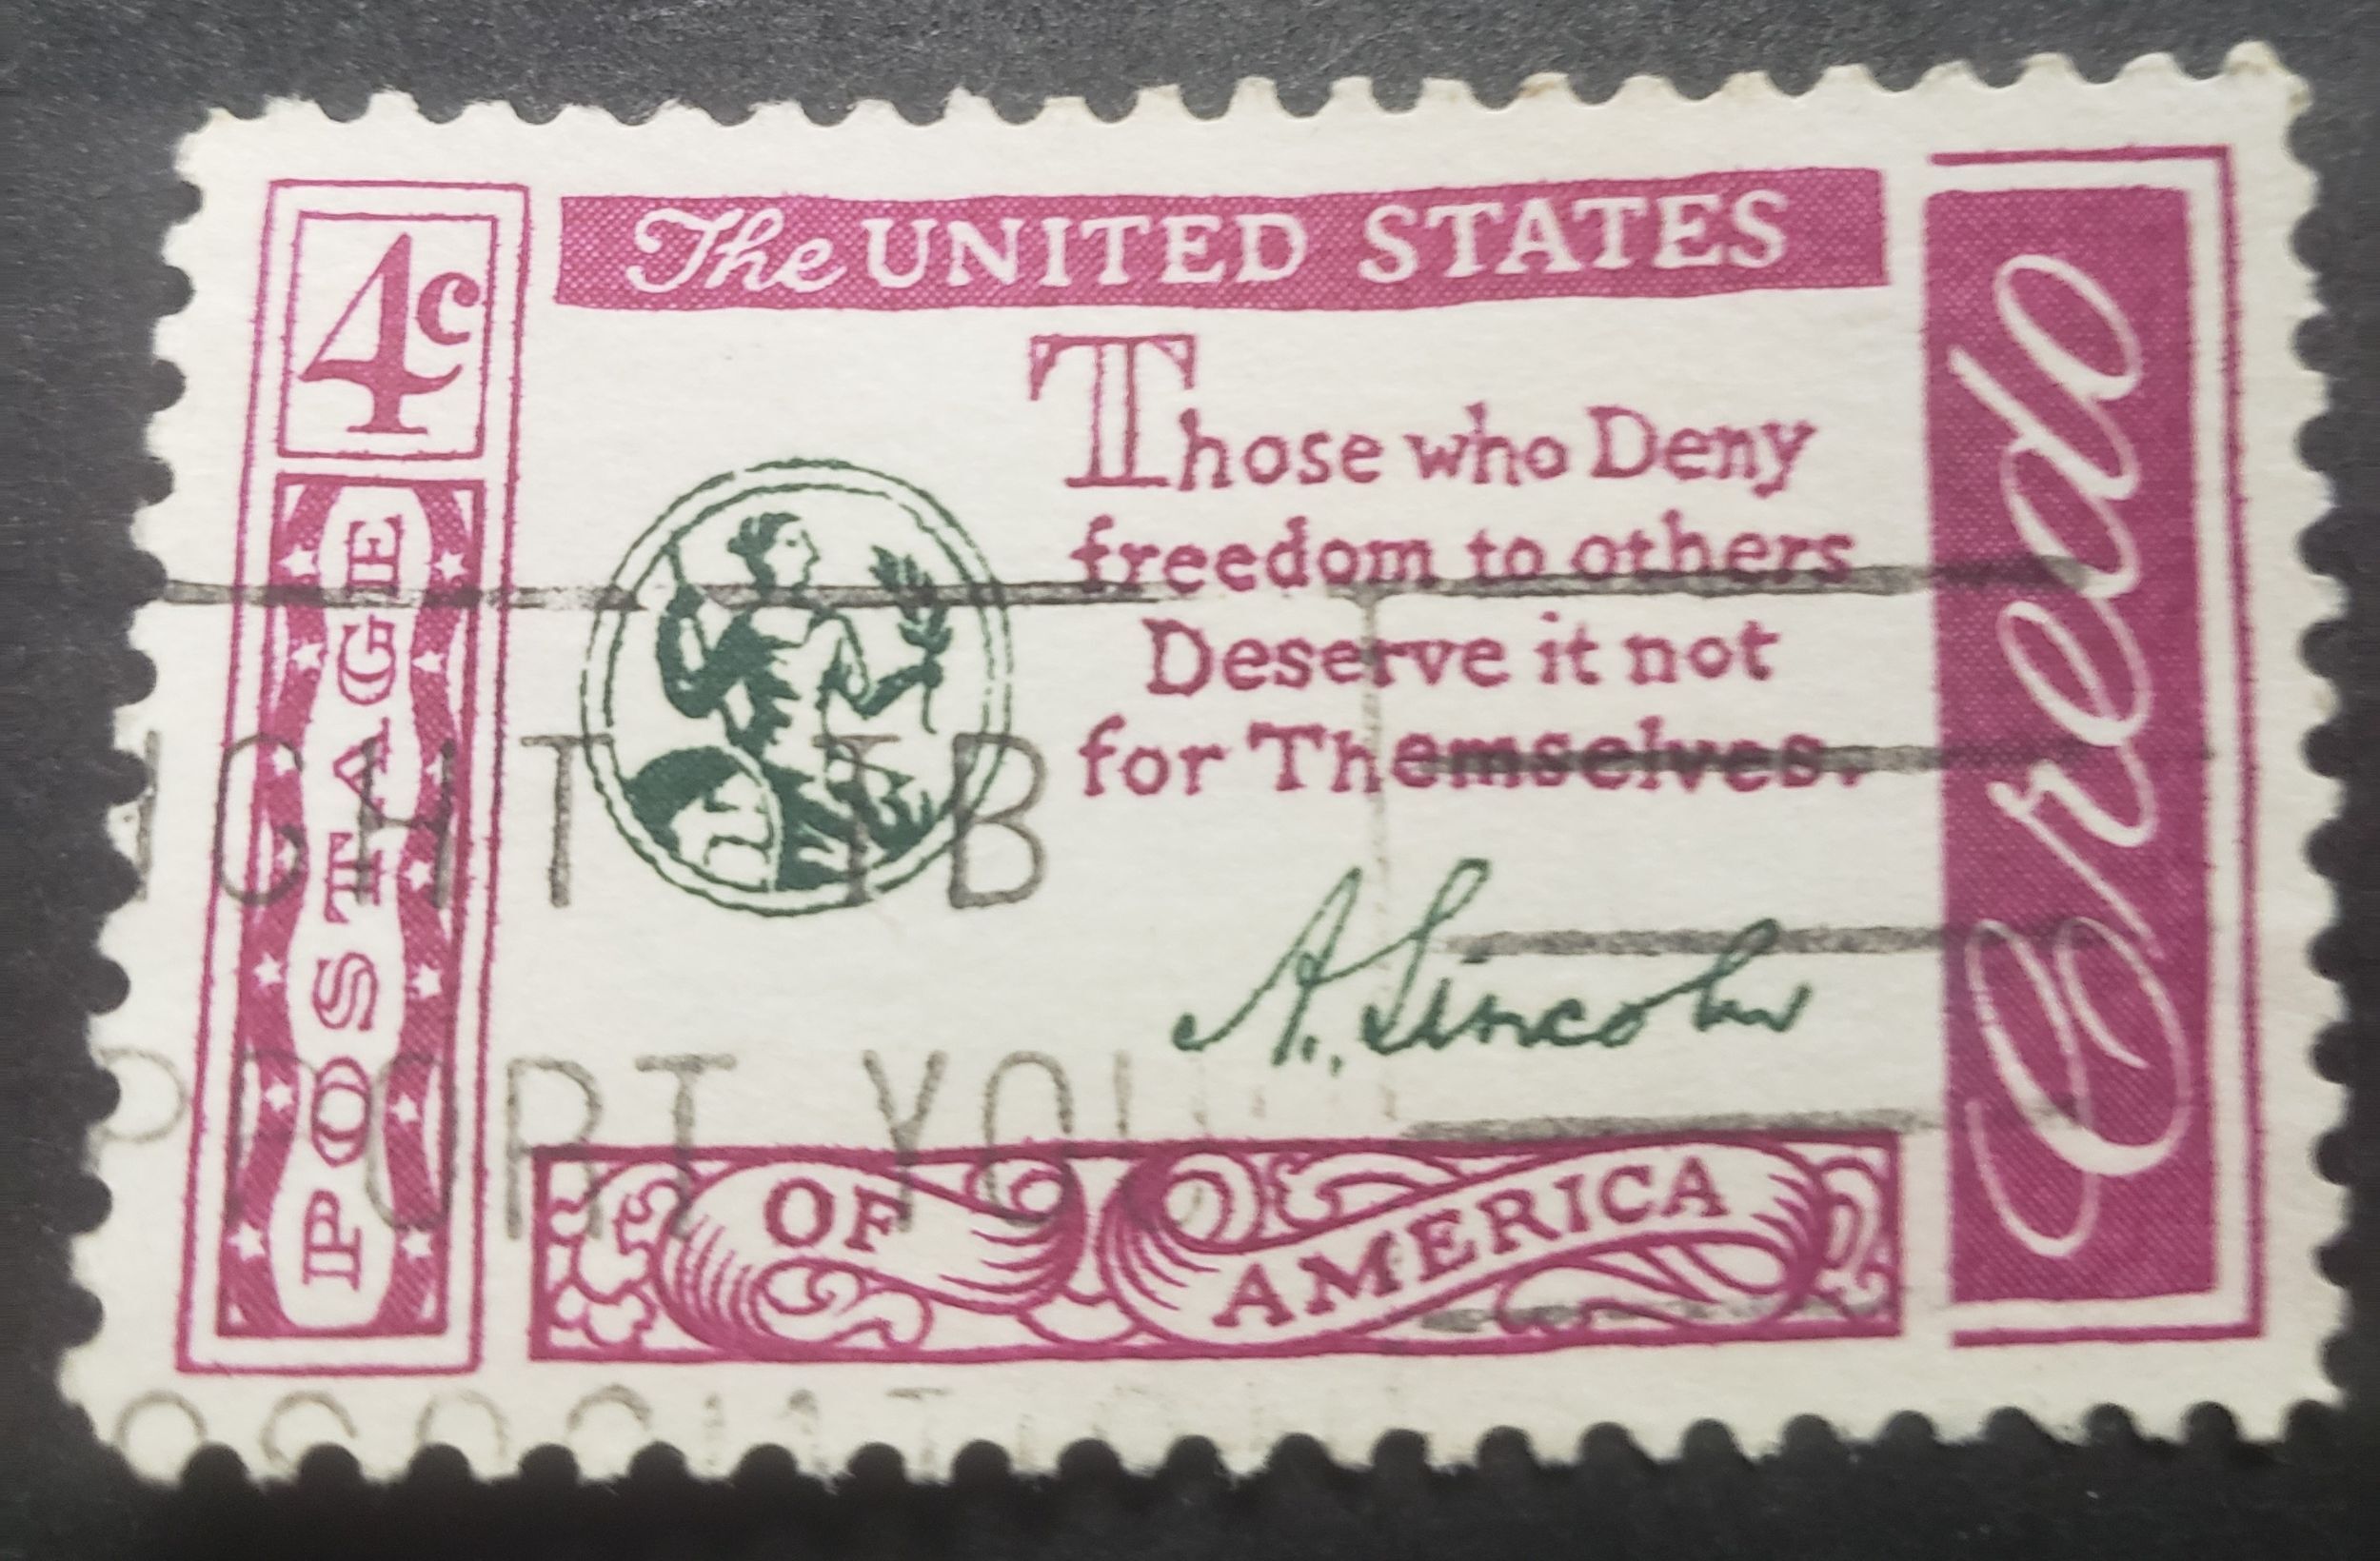 4c
The UNITED STATES
Those who Deny
freedom to others
Deserve it not
for Themselves.
A. Lincoln
POSTAGE
OF AMERICA
Credo
TB